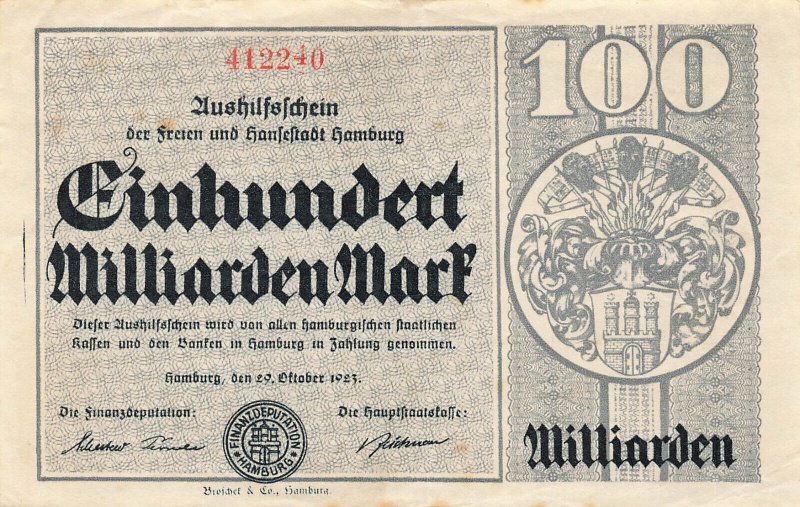 412240
100
Aushilfsschein
der Freien und Hansestadt Hamburg
Einhundert
Milliarden Mark
Dieser Aushilfsschein wird von allen hamburgischen staatlichen
Kassen und den Banken in Hamburg in Zahlung genommen.
Hamburg, den 29. Oktober 1923.
Die Finanzdeputation:
Die Hauptstaatskasse:
FINANZDEPUTATION
HAMBURG
Milliarden
Broschek & Co., Hamburg.